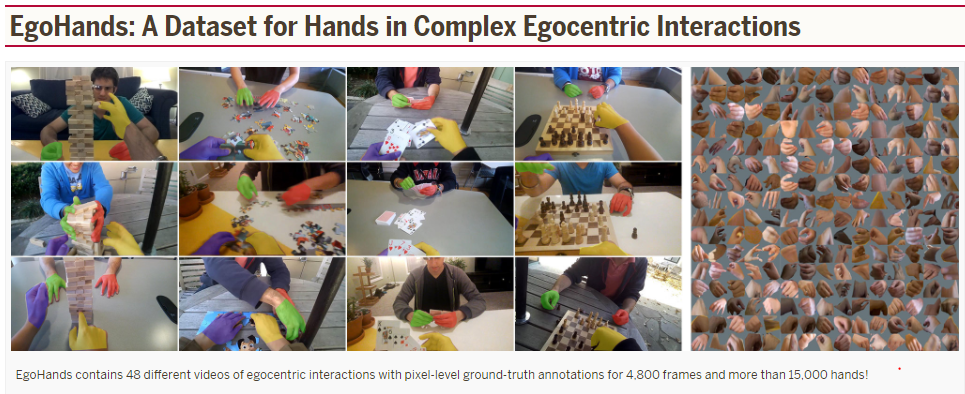 EgoHands: A Dataset for Hands in Complex Egocentric Interactions
EgoHands contains 48 different videos of egocentric interactions with pixel-level ground-truth annotations for 4,800 frames and more than 15,000 hands!